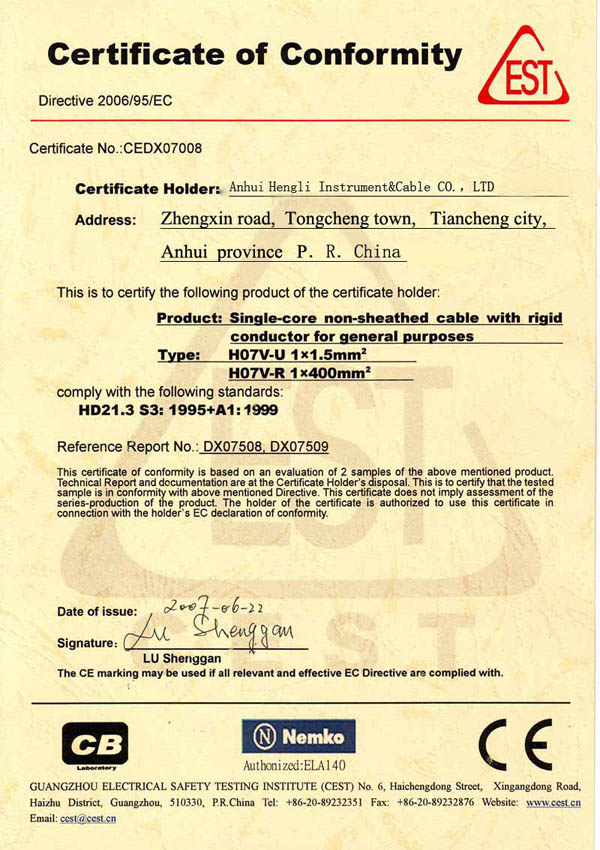 Certificate of Conformity
EST
Directive 2006/95/EC
Certificate No.:CEDX07008
Certificate Holder: Anhui Hengli Instrument&Cable CO., LTD
Address: Zhengxin road, Tongcheng town, Tiancheng city,
Anhui province P. R. China
This is to certify the following product of the certificate holder:
Product: Single-core non-sheathed cable with rigid
conductor for general purposes
Type: H07V-U 1×1.5mm²
H07V-R 1×400mm²
comply with the following standards:
HD21.3 S3: 1995+A1: 1999
Reference Report No.: DX07508, DX07509
This certificate of conformity is based on an evaluation of 2 samples of the above mentioned product.
Technical Report and documentation are at the Certificate Holder's disposal. This is to certify that the tested
sample is in conformity with above mentioned Directive. This certificate does not imply assessment of the
series-production of the product. The holder of the certificate is authorized to use this certificate in
connection with the holder's EC declaration of conformity.
EST
CEST
Date of issue: 2007-06-22
Signature: Lu Shenggan
LU Shenggan
The CE marking may be used if all relevant and effective EC Directive are complied with.
CB
Laboratory
N Nemko
Authonized:ELA140
CE
GUANGZHOU ELECTRICAL SAFETY TESTING INSTITUTE (CEST) No. 6, Haichengdong Street, Xingangdong Road,
Haizhu District, Guangzhou, 510330, P.R.China Tel: +86-20-89232351 Fax: +86-20-89232876 Website: www.cest.cn
Email: cest@cest.cn